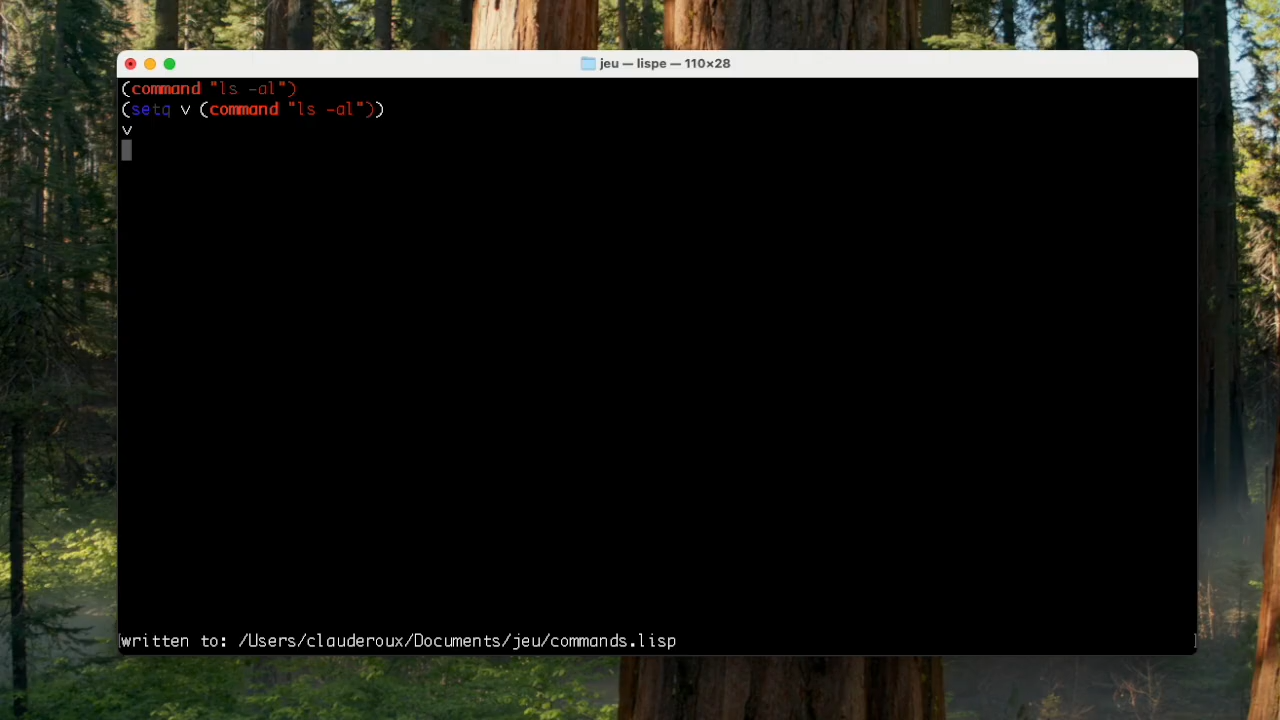 jeu — lispe — 110×28
(command "ls -al")
(setq v (command "ls -al"))
v
written to: /Users/clauderoux/Documents/jeu/commands.lisp